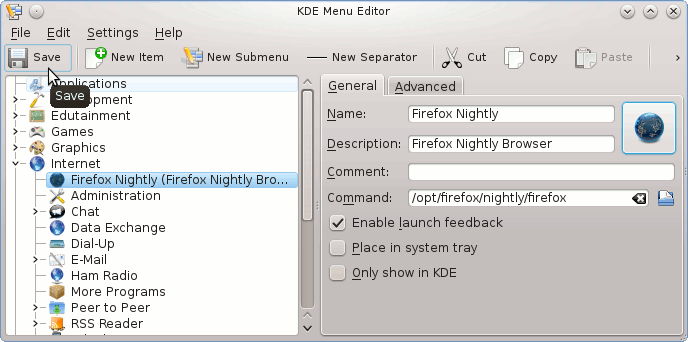 KDE Menu Editor
File Edit Settings Help
Save New Item New Submenu New Separator Cut Copy Paste
Applications
Save
Development
Edutainment
Games
Graphics
Internet
Firefox Nightly (Firefox Nightly Bro...
Administration
Chat
Data Exchange
Dial-Up
E-Mail
Ham Radio
More Programs
Peer to Peer
RSS Reader
General Advanced
Name: Firefox Nightly
Description: Firefox Nightly Browser
Comment:
Command: /opt/firefox/nightly/firefox
Enable launch feedback
Place in system tray
Only show in KDE